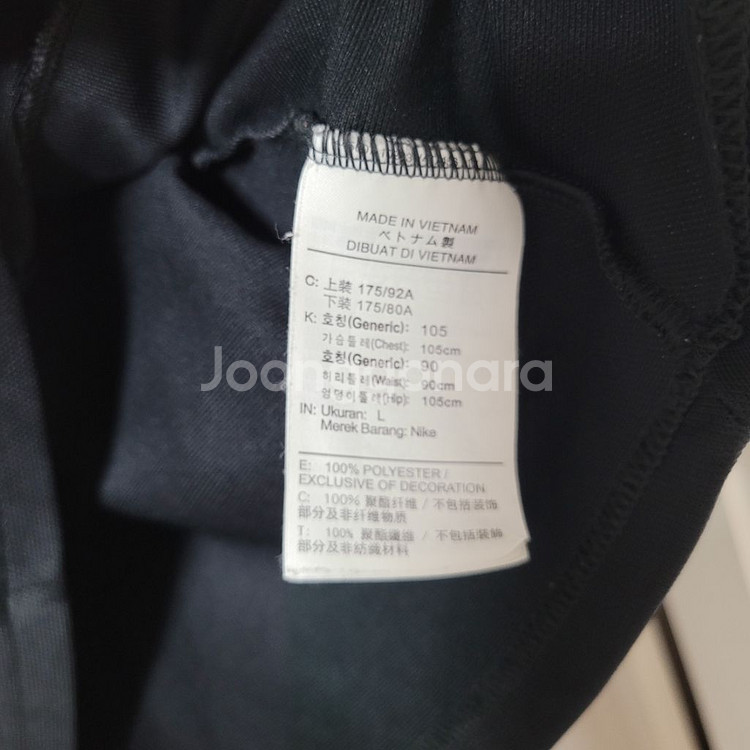 MADE IN VIETNAM
ベトナム製
DIBUAT DI VIETNAM
C: 上装 175/92A
下装 175/80A
K: 호칭(Generic): 105
가슴둘레(Chest): 105cm
호칭(Generic): 90
허리둘레(Waist): 90cm
엉덩이둘레(Hip): 105cm
IN: Ukuran: L
Merek Barang: Nike
E: 100% POLYESTER /
EXCLUSIVE OF DECORATION
C: 100% 聚酯纤维 / 不包括装饰
部分及非纤维物质
T: 100% 聚酯纖維 / 不包括裝飾
部分及非紡織材料